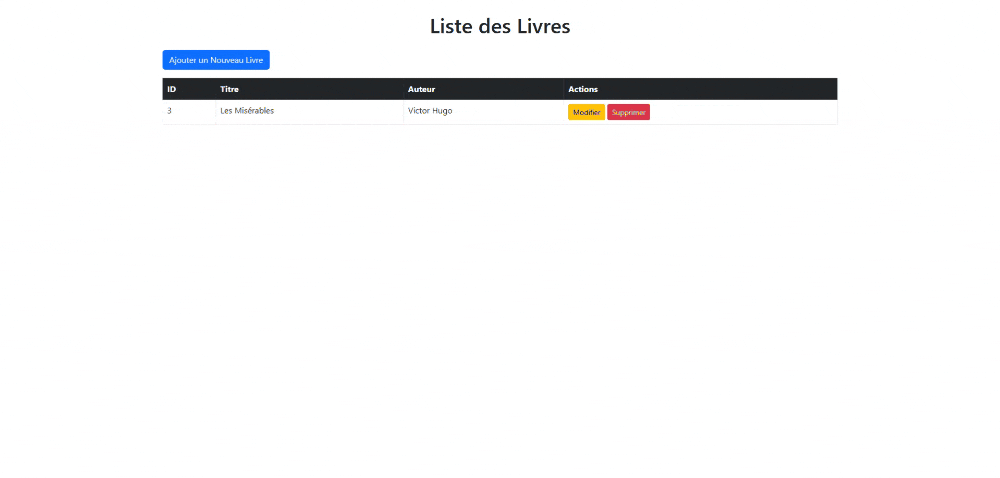 Liste des Livres
Ajouter un Nouveau Livre
ID Titre Auteur Actions
3 Les Misérables Victor Hugo Modifier Supprimer